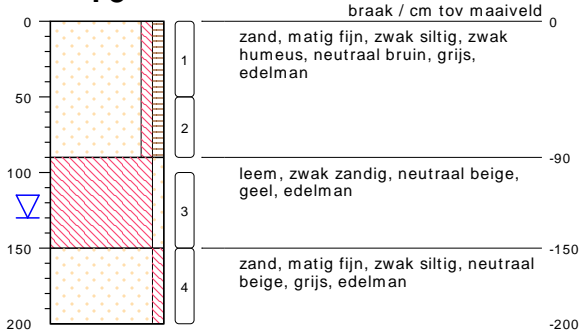 braak / cm tov maaiveld
0
0
zand, matig fijn, zwak siltig, zwak
humeus, neutraal bruin, grijs,
edelman
1
50
2
-90
100
leem, zwak zandig, neutraal beige,
geel, edelman
3
150
-150
zand, matig fijn, zwak siltig, neutraal
beige, grijs, edelman
4
200
-200